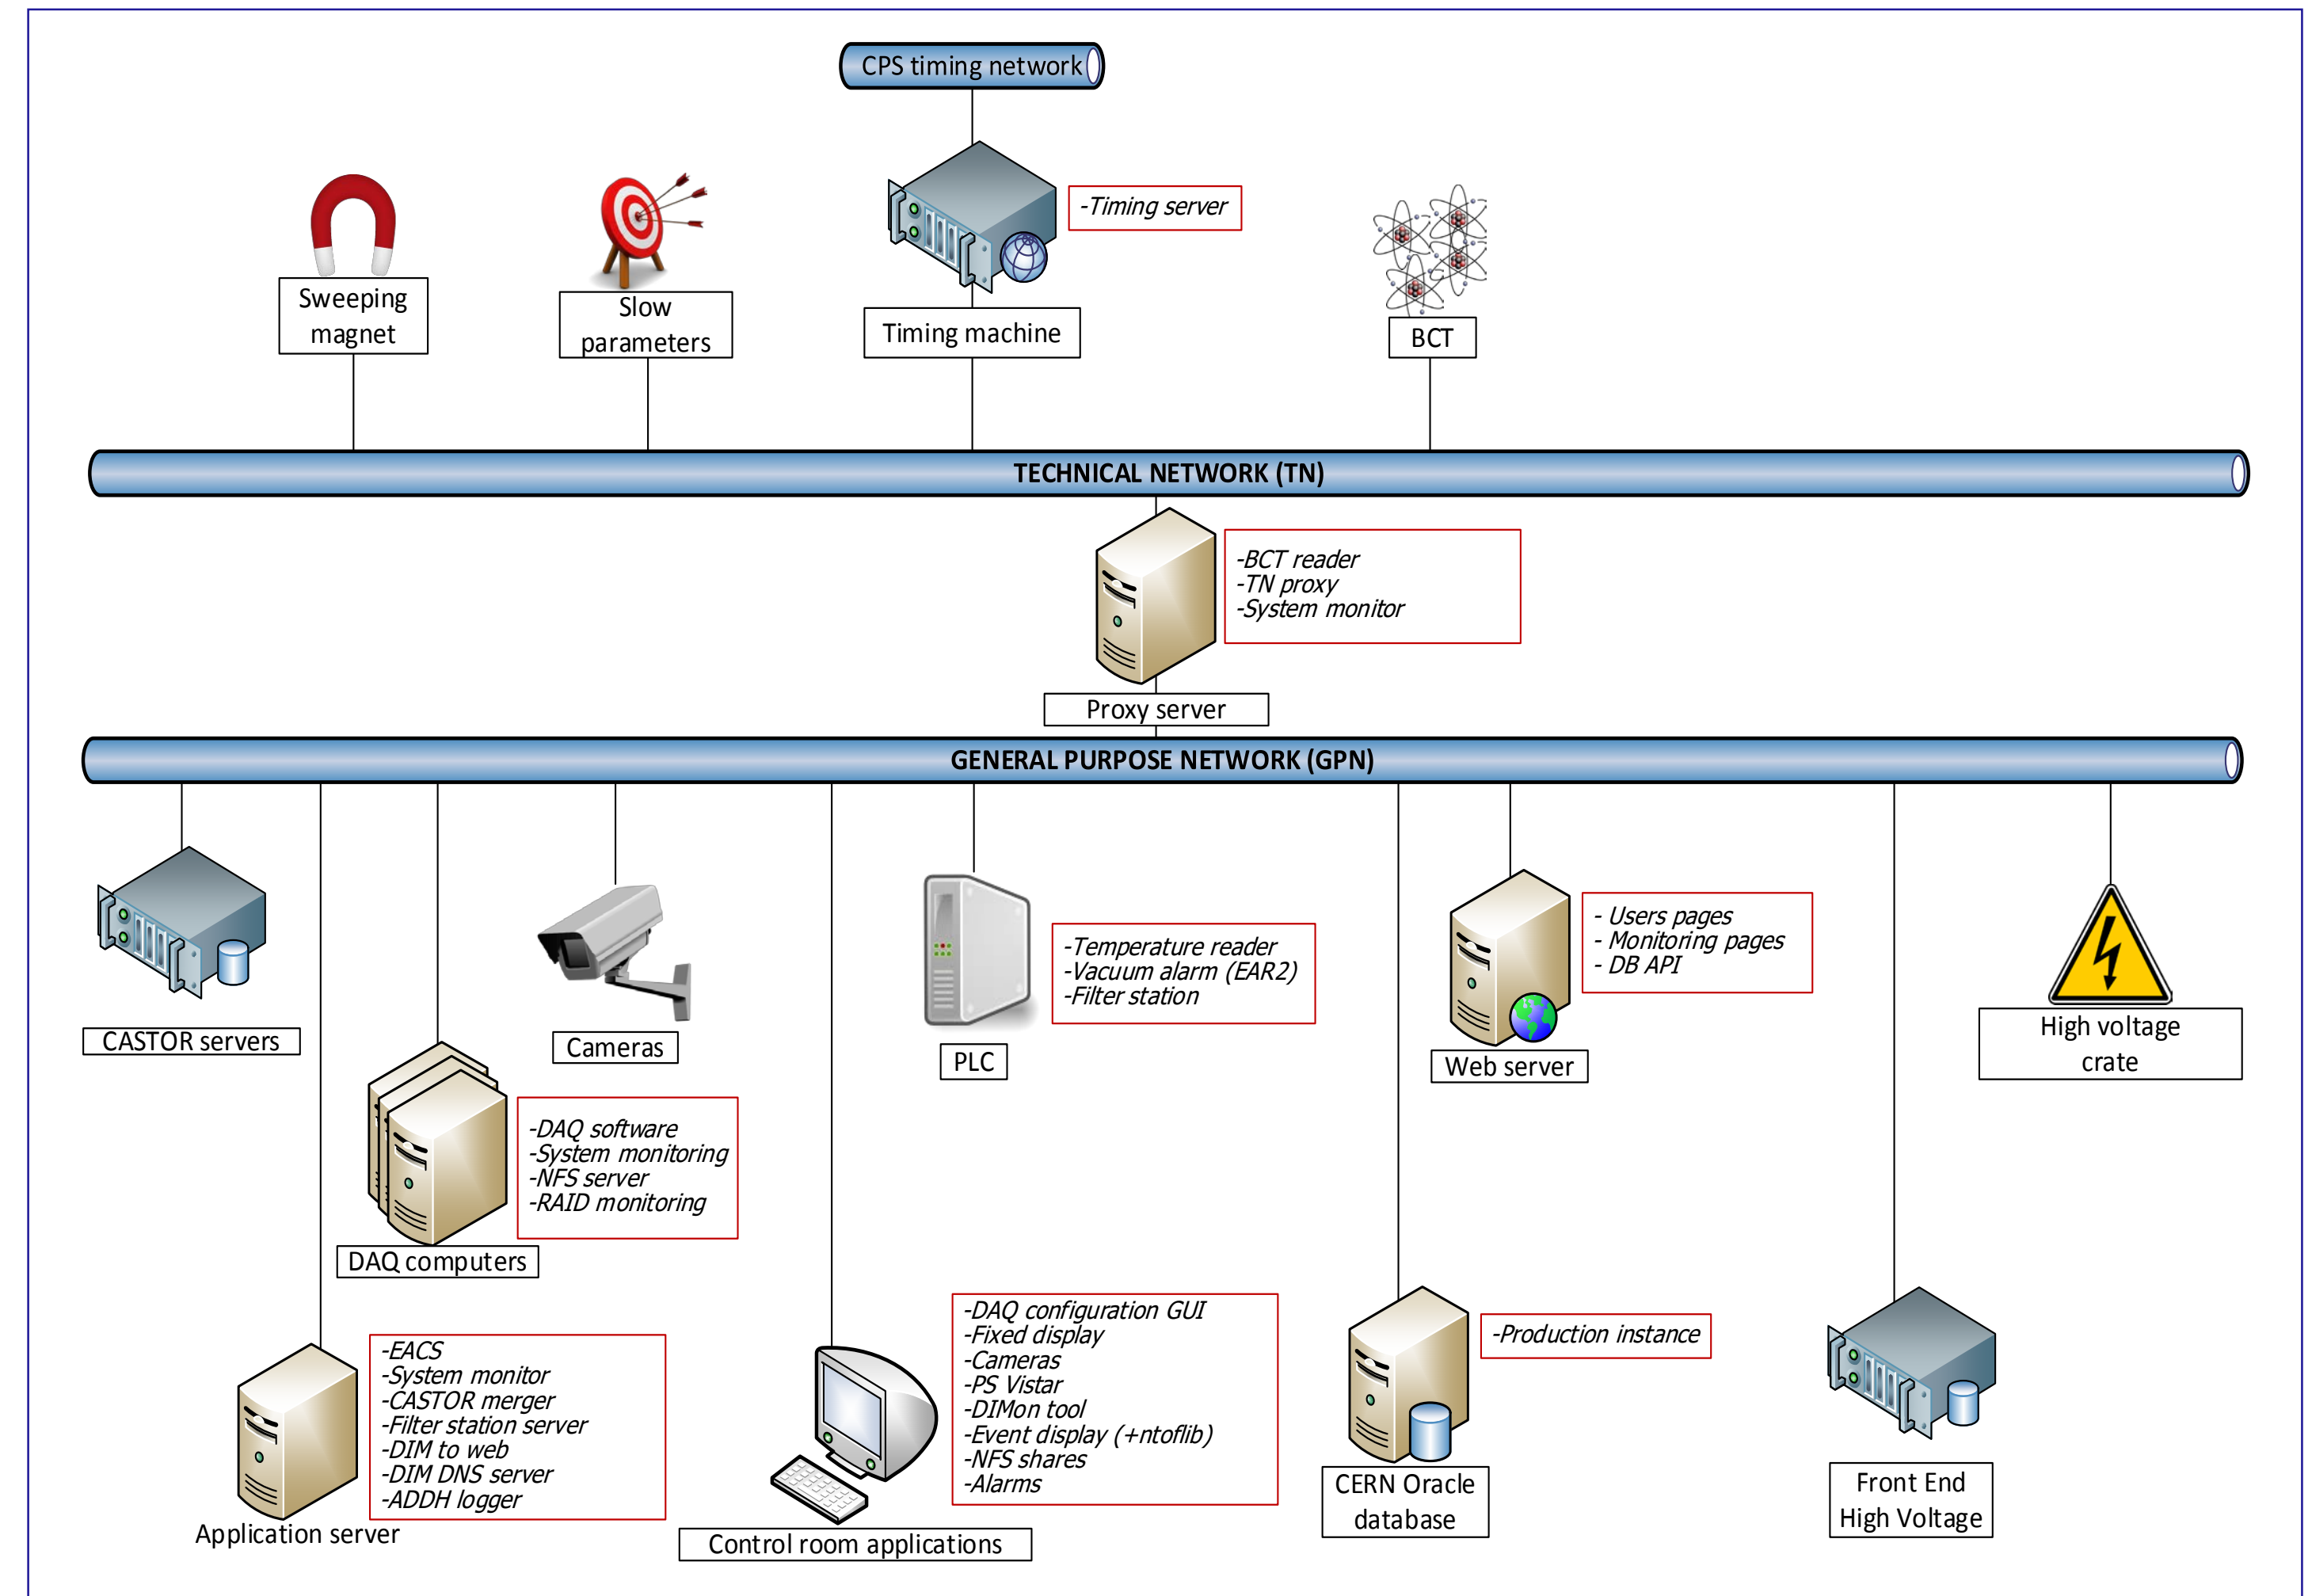 CPS timing network
-Timing server
Sweeping
magnet
Slow
parameters
Timing machine
BCT
TECHNICAL NETWORK (TN)
-BCT reader
-TN proxy
-System monitor
Proxy server
GENERAL PURPOSE NETWORK (GPN)
CASTOR servers
Cameras
-Temperature reader
-Vacuum alarm (EAR2)
-Filter station
PLC
- Users pages
- Monitoring pages
- DB API
Web server
High voltage
crate
-DAQ software
-System monitoring
-NFS server
-RAID monitoring
DAQ computers
-EACS
-System monitor
-CASTOR merger
-Filter station server
-DIM to web
-DIM DNS server
-ADDH logger
Application server
-DAQ configuration GUI
-Fixed display
-Cameras
-PS Vistar
-DIMon tool
-Event display (+ntoflib)
-NFS shares
-Alarms
Control room applications
-Production instance
CERN Oracle
database
Front End
High Voltage